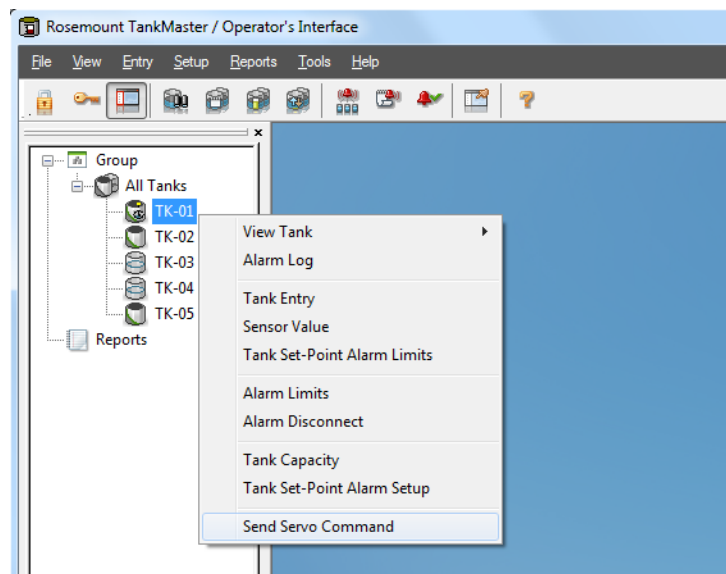 Rosemount TankMaster / Operator's Interface
File View Entry Setup Reports Tools Help
Group
All Tanks
TK-01
TK-02
TK-03
TK-04
TK-05
Reports
View Tank
Alarm Log
Tank Entry
Sensor Value
Tank Set-Point Alarm Limits
Alarm Limits
Alarm Disconnect
Tank Capacity
Tank Set-Point Alarm Setup
Send Servo Command